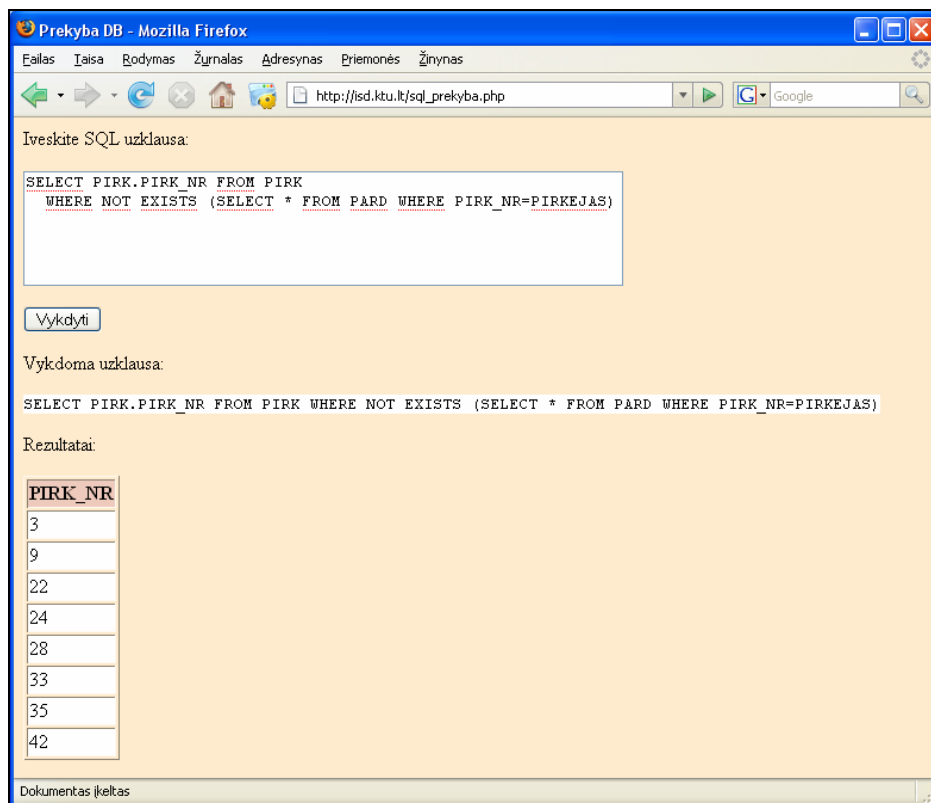 Prekyba DB - Mozilla Firefox
Failas Taisa Rodymas Žurnalas Adresynas Priemonės Žinynas
http://isd.ktu.lt/sql_prekyba.php
G Google
Iveskite SQL uzklausa:
SELECT PIRK.PIRK_NR FROM PIRK
WHERE NOT EXISTS (SELECT * FROM PARD WHERE PIRK_NR=PIRKEJAS)
Vykdyti
Vykdoma uzklausa:
SELECT PIRK.PIRK_NR FROM PIRK WHERE NOT EXISTS (SELECT * FROM PARD WHERE PIRK_NR=PIRKEJAS)
Rezultatai:
PIRK_NR
3
9
22
24
28
33
35
42
Dokumentas įkeltas